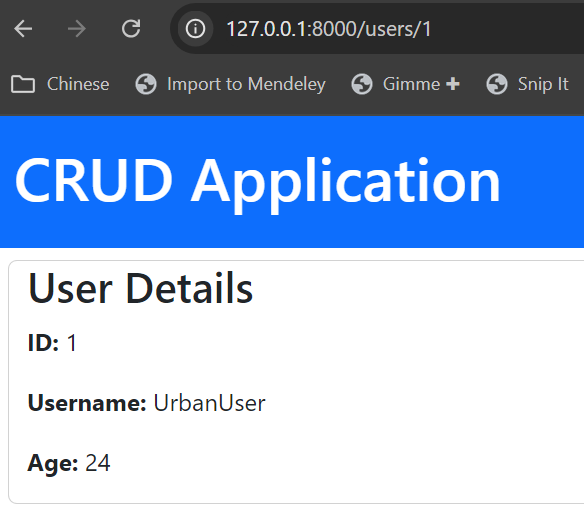 127.0.0.1:8000/users/1
Chinese Import to Mendeley Gimme + Snip It
CRUD Application
User Details
ID: 1
Username: UrbanUser
Age: 24